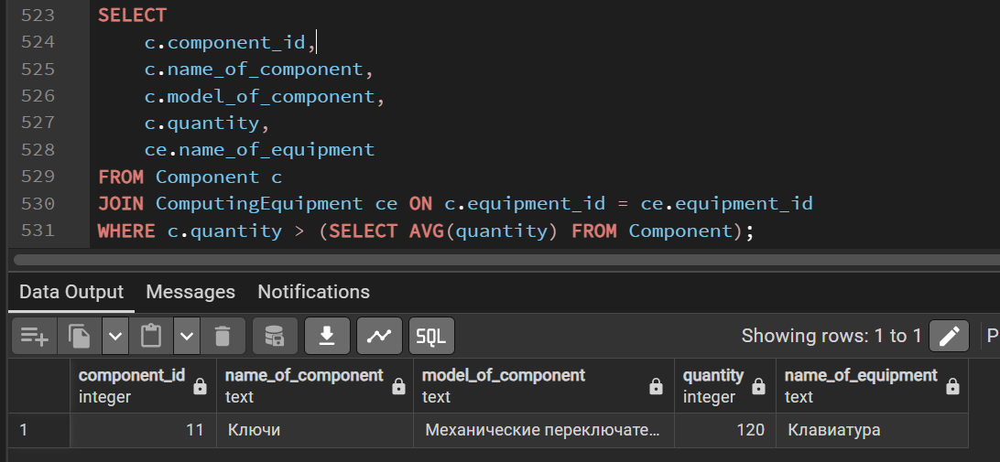 523 SELECT
524 c.component_id,
525 c.name_of_component,
526 c.model_of_component,
527 c.quantity,
528 ce.name_of_equipment
529 FROM Component c
530 JOIN ComputingEquipment ce ON c.equipment_id = ce.equipment_id
531 WHERE c.quantity > (SELECT AVG(quantity) FROM Component);
Data Output Messages Notifications
SQL Showing rows: 1 to 1 P
component_id name_of_component model_of_component quantity name_of_equipment
integer text text integer text
1 11 Ключи Механические переключате... 120 Клавиатура